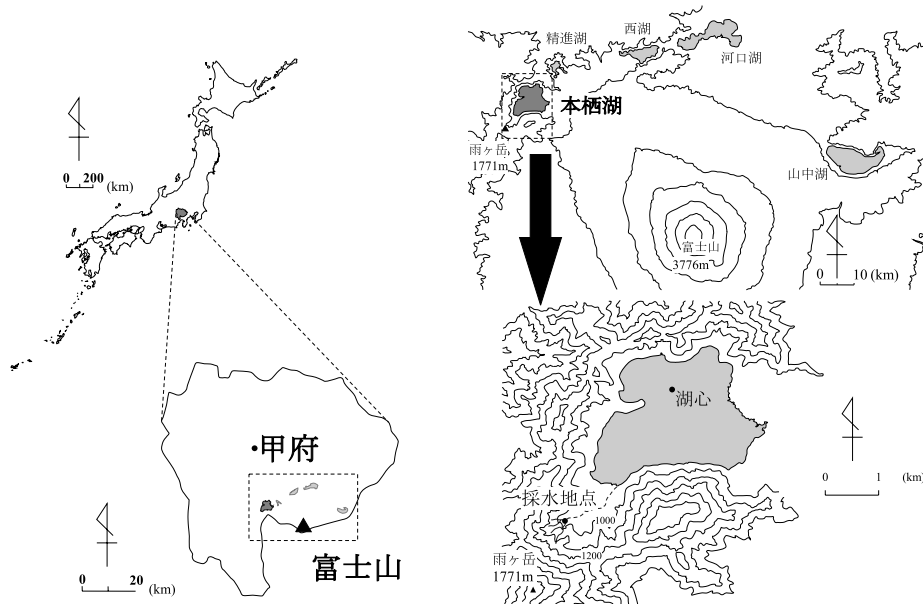 0 200 (km)
甲府
富士山
0 20 (km)
精進湖
西湖
河口湖
本栖湖
雨ヶ岳
1771m
山中湖
富士山
3776m
0 10 (km)
湖心
採水地点
1000
1200
雨ヶ岳
1771m
0 1 (km)